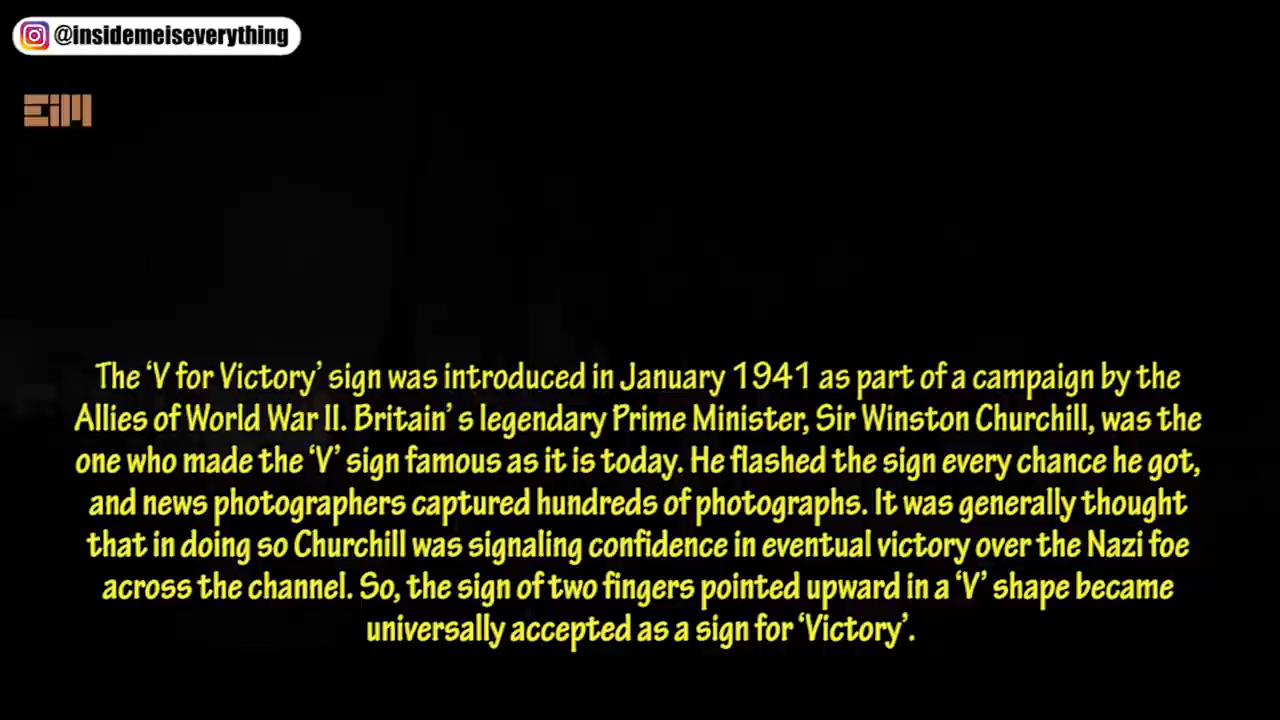 @insidemeiseverything
EiM
The ‘V for Victory’ sign was introduced in January 1941 as part of a campaign by the
Allies of World War II. Britain’ s legendary Prime Minister, Sir Winston Churchill, was the
one who made the ‘V’ sign famous as it is today. He flashed the sign every chance he got,
and news photographers captured hundreds of photographs. It was generally thought
that in doing so Churchill was signaling confidence in eventual victory over the Nazi foe
across the channel. So, the sign of two fingers pointed upward in a ‘V’ shape became
universally accepted as a sign for ‘Victory’.